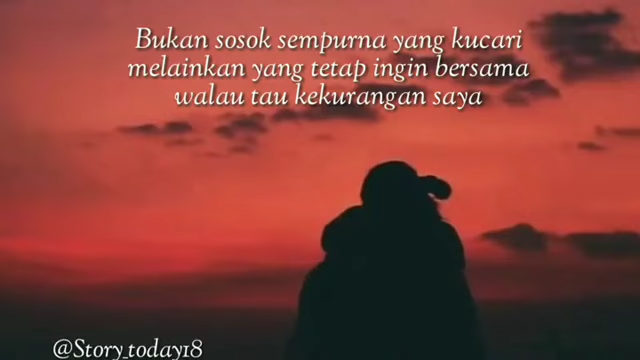 Bukan sosok sempurna yang kucari
melainkan yang tetap ingin bersama
walau tau kekurangan saya
@Story_today18